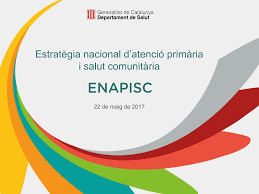 Generalitat de Catalunya
Departament de Salut
Estratègia nacional d'atenció primària
i salut comunitària
ENAPISC
22 de maig de 2017